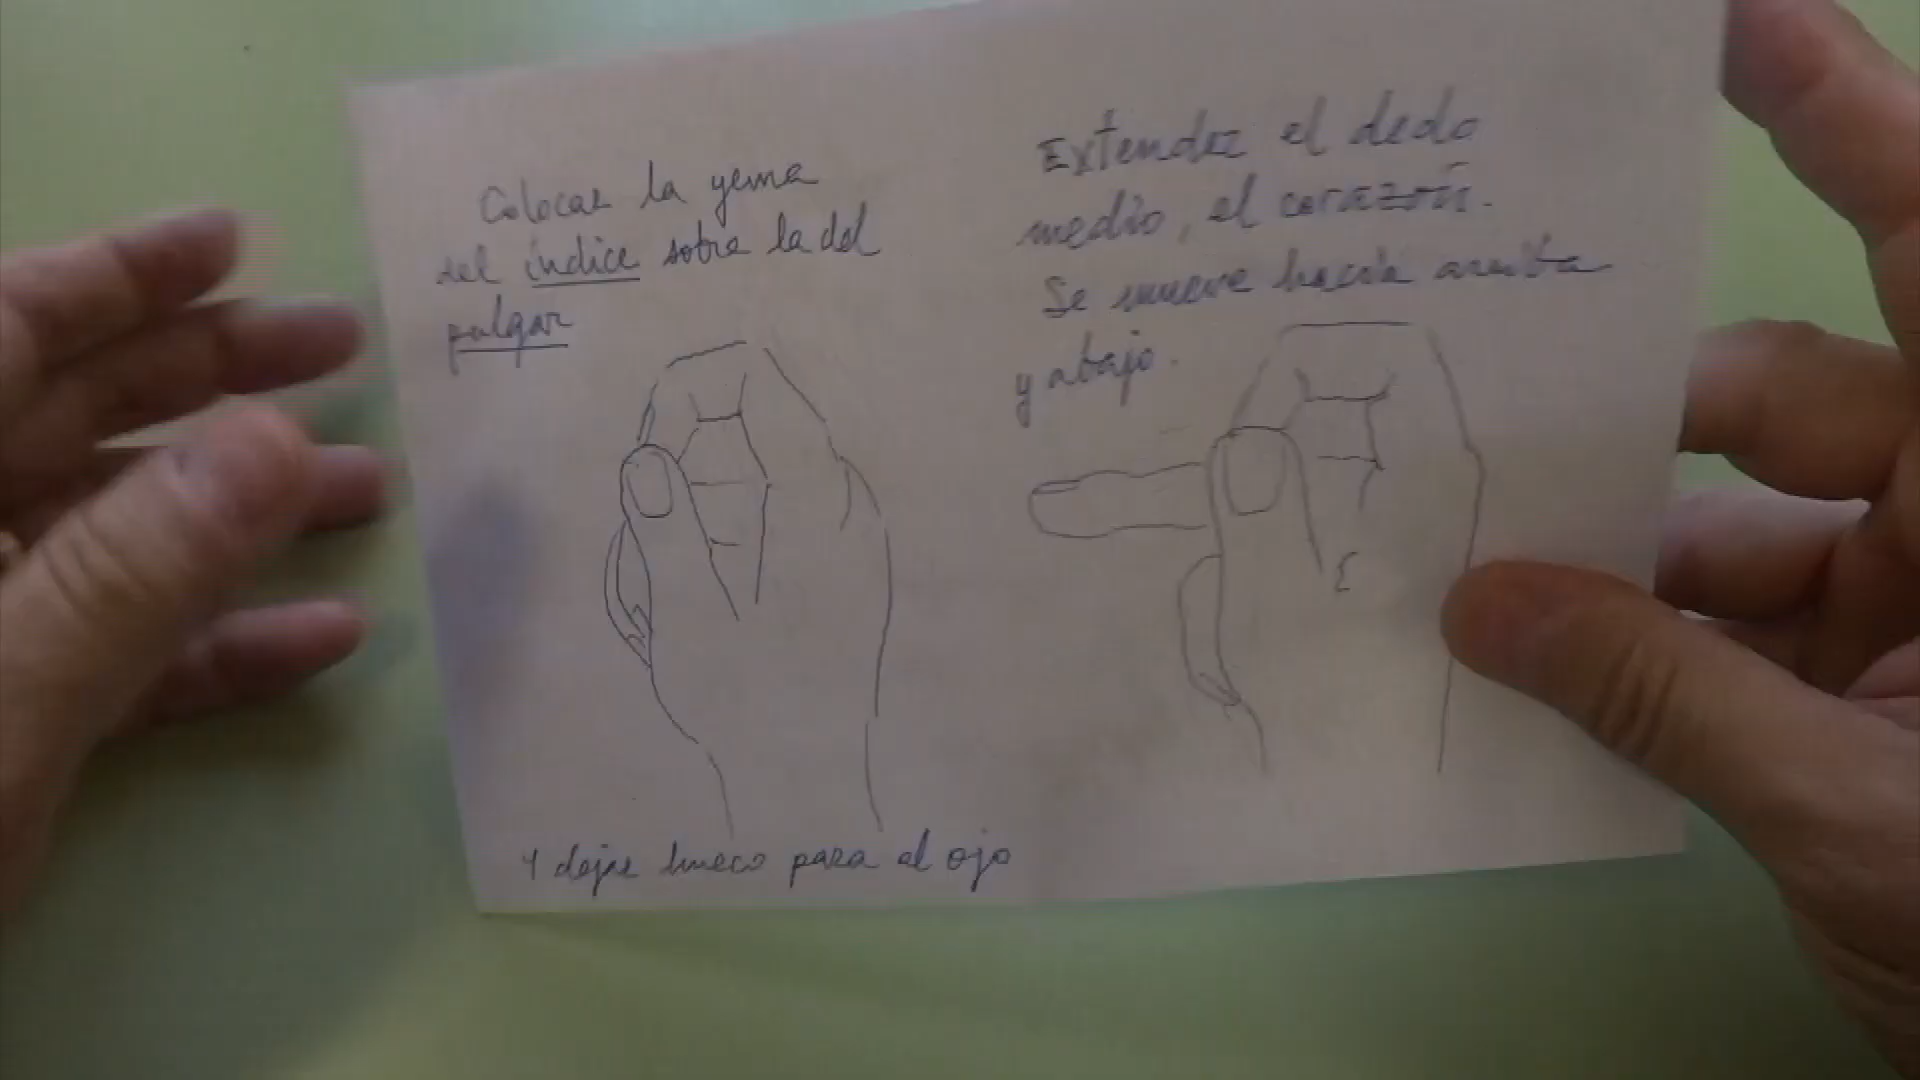 Colocar la yema
del índice sobre la del
pulgar
Y dejar hueco para el ojo
Extender el dedo
medio, el corazón.
Se mueve hacia arriba
y abajo.